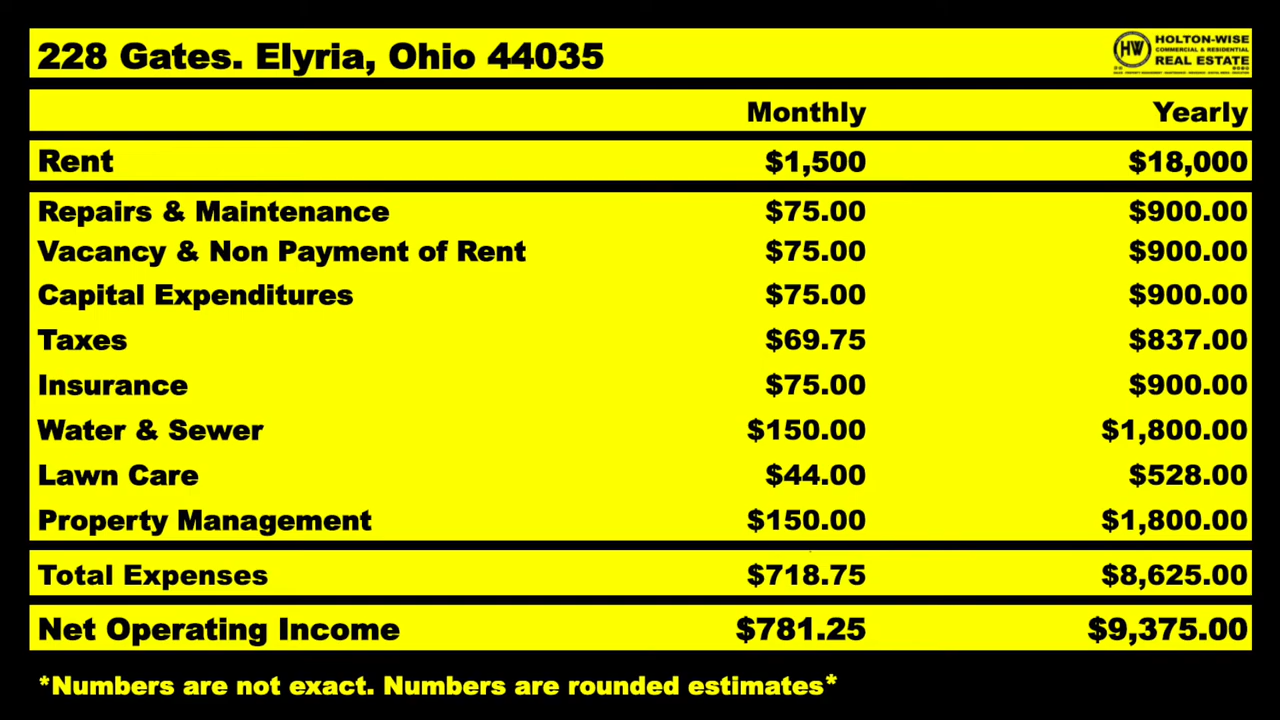 228 Gates. Elyria, Ohio 44035
HW
HOLTON-WISE
COMMERCIAL & RESIDENTIAL
REAL ESTATE
Monthly Yearly
Rent $1,500 $18,000
Repairs & Maintenance $75.00 $900.00
Vacancy & Non Payment of Rent $75.00 $900.00
Capital Expenditures $75.00 $900.00
Taxes $69.75 $837.00
Insurance $75.00 $900.00
Water & Sewer $150.00 $1,800.00
Lawn Care $44.00 $528.00
Property Management $150.00 $1,800.00
Total Expenses $718.75 $8,625.00
Net Operating Income $781.25 $9,375.00
*Numbers are not exact. Numbers are rounded estimates*